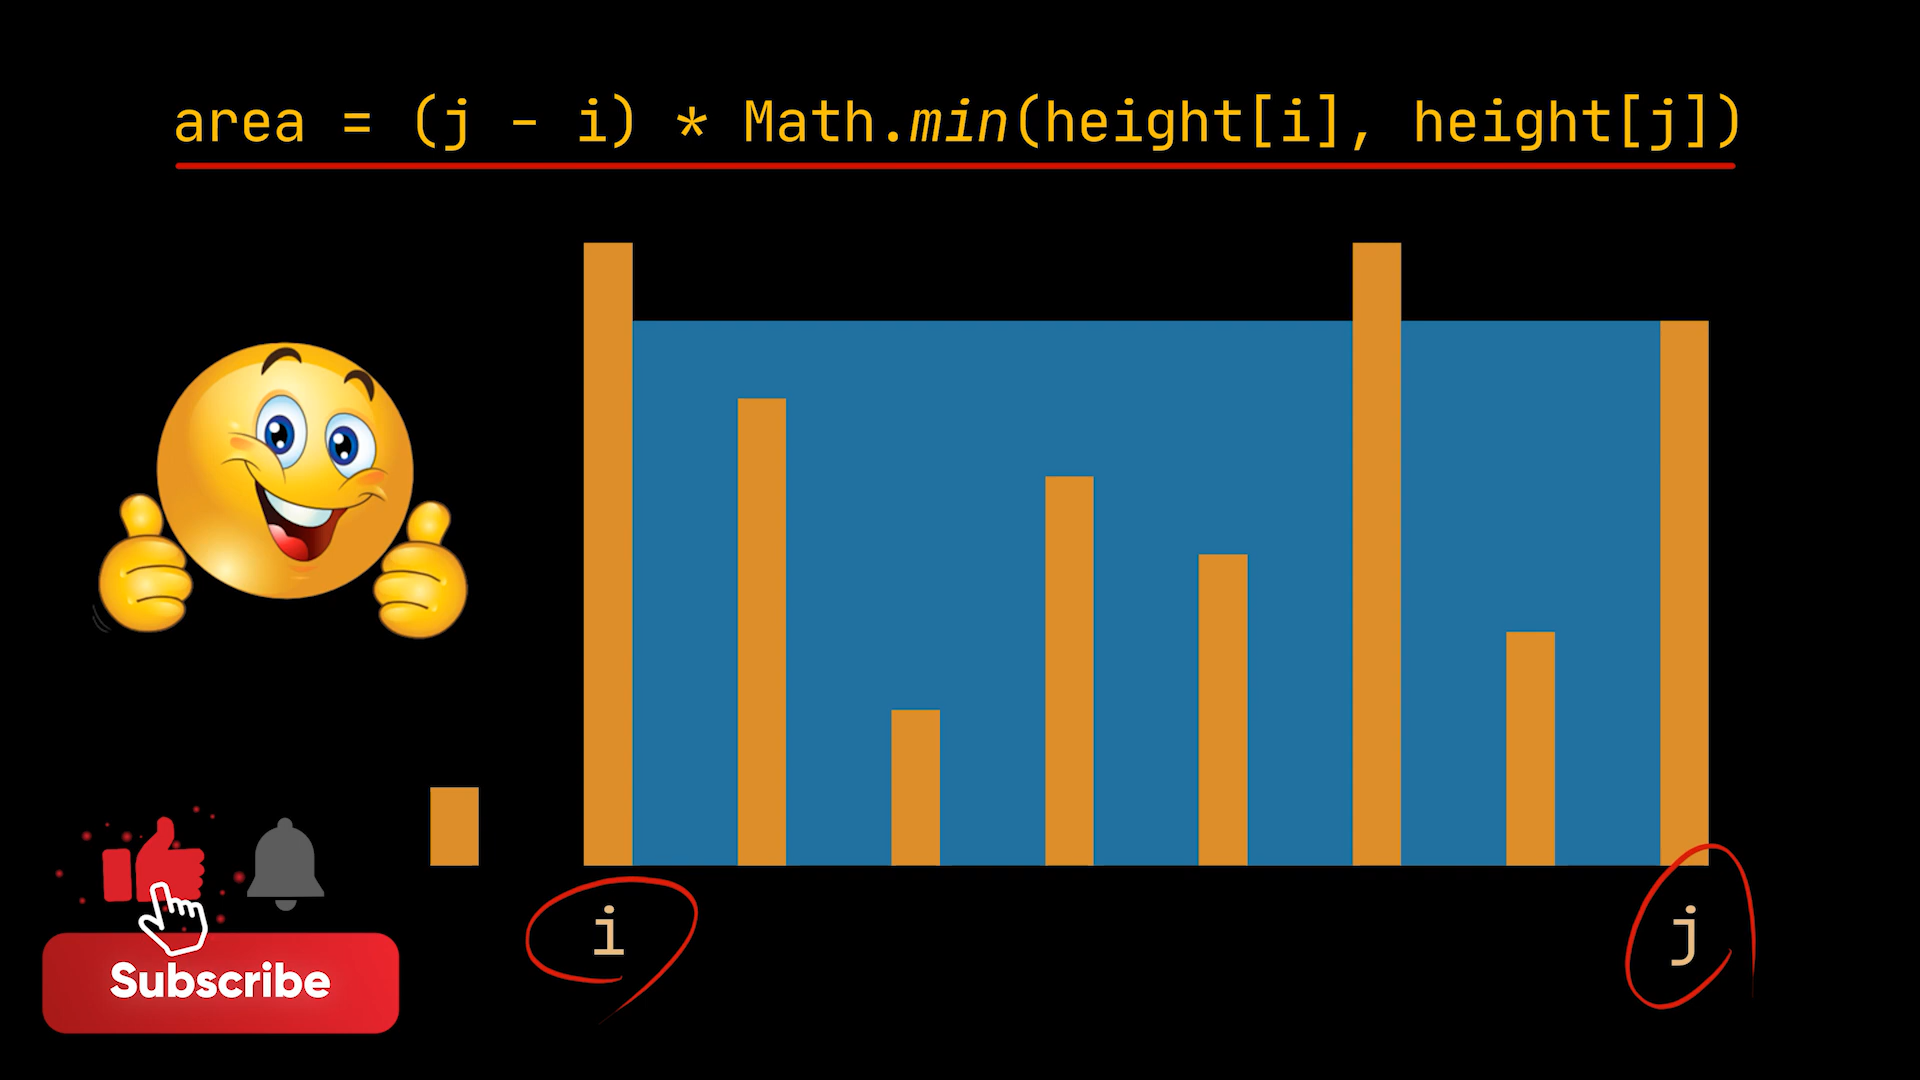 area = (j - i) * Math.min(height[i], height[j])
i
j
Subscribe